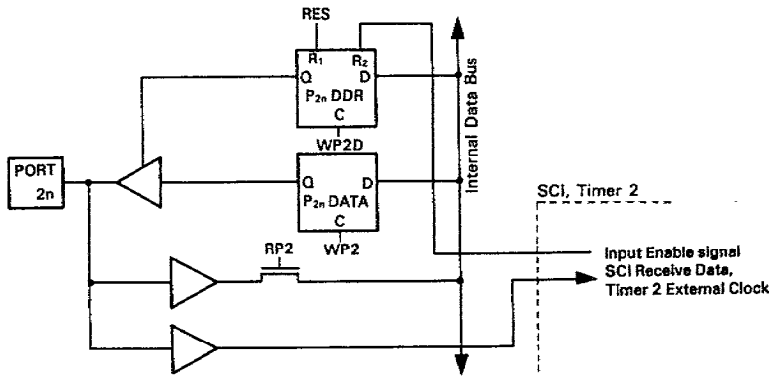 RES
R1 R2
Q D
P2n DDR
C
WP2D
Internal Data Bus
PORT
2n
Q D
P2n DATA
C
WP2
SCI, Timer 2
RP2
Input Enable signal
SCI Receive Data,
Timer 2 External Clock